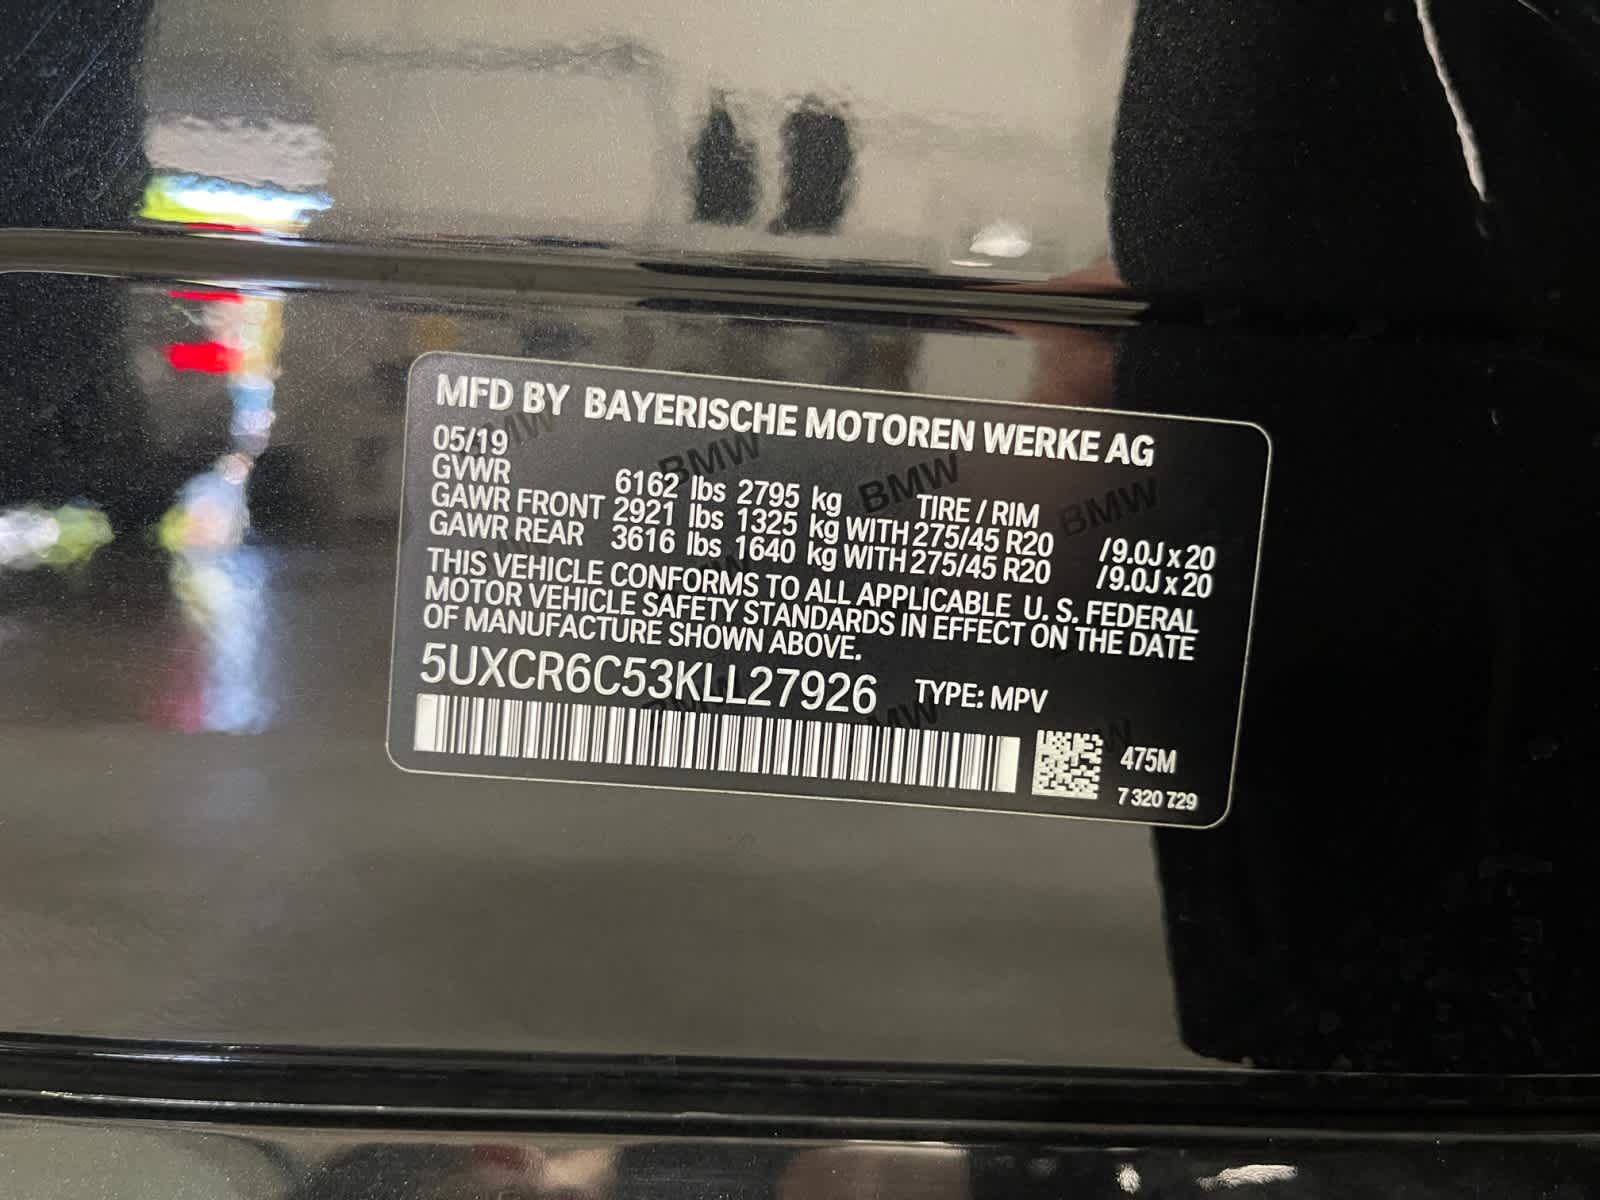 MFD BY BAYERISCHE MOTOREN WERKE AG
05/19
GVWR 6162 lbs 2795 kg TIRE / RIM
GAWR FRONT 2921 lbs 1325 kg WITH 275/45 R20 /9.0J x 20
GAWR REAR 3616 lbs 1640 kg WITH 275/45 R20 /9.0J x 20
THIS VEHICLE CONFORMS TO ALL APPLICABLE U. S. FEDERAL
MOTOR VEHICLE SAFETY STANDARDS IN EFFECT ON THE DATE
OF MANUFACTURE SHOWN ABOVE.
5UXCR6C53KLL27926 TYPE: MPV
475M
7 320 729